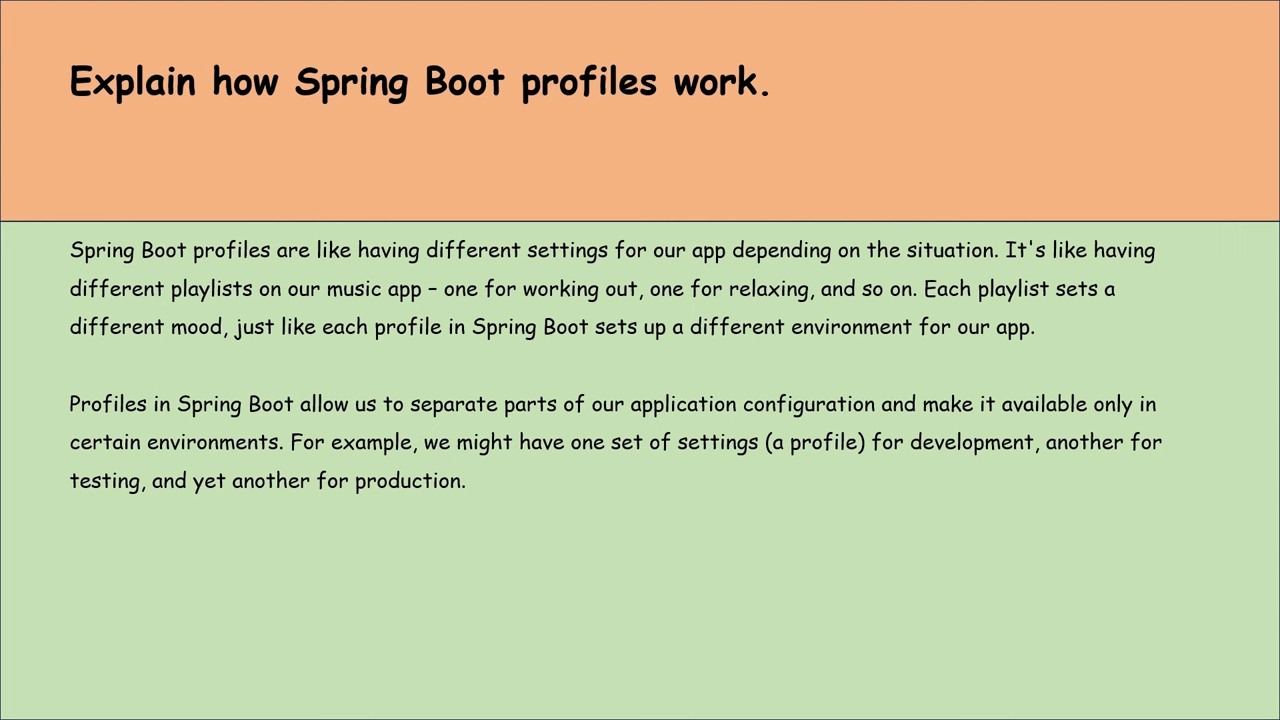 Explain how Spring Boot profiles work.
Spring Boot profiles are like having different settings for our app depending on the situation. It's like having
different playlists on our music app – one for working out, one for relaxing, and so on. Each playlist sets a
different mood, just like each profile in Spring Boot sets up a different environment for our app.
Profiles in Spring Boot allow us to separate parts of our application configuration and make it available only in
certain environments. For example, we might have one set of settings (a profile) for development, another for
testing, and yet another for production.